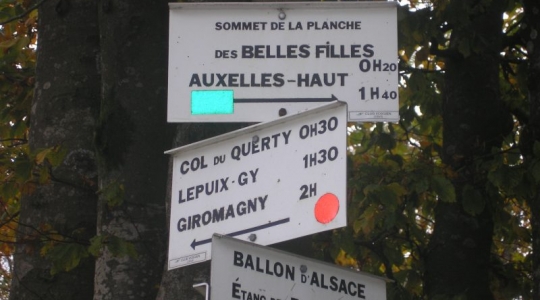 SOMMET DE LA PLANCHE
DES BELLES FILLES 0H20
AUXELLES-HAUT 1H40
COL DU QUERTY 0H30
LEPUIX-GY 1H30
GIROMAGNY 2H
BALLON D'ALSACE
ÉTANG